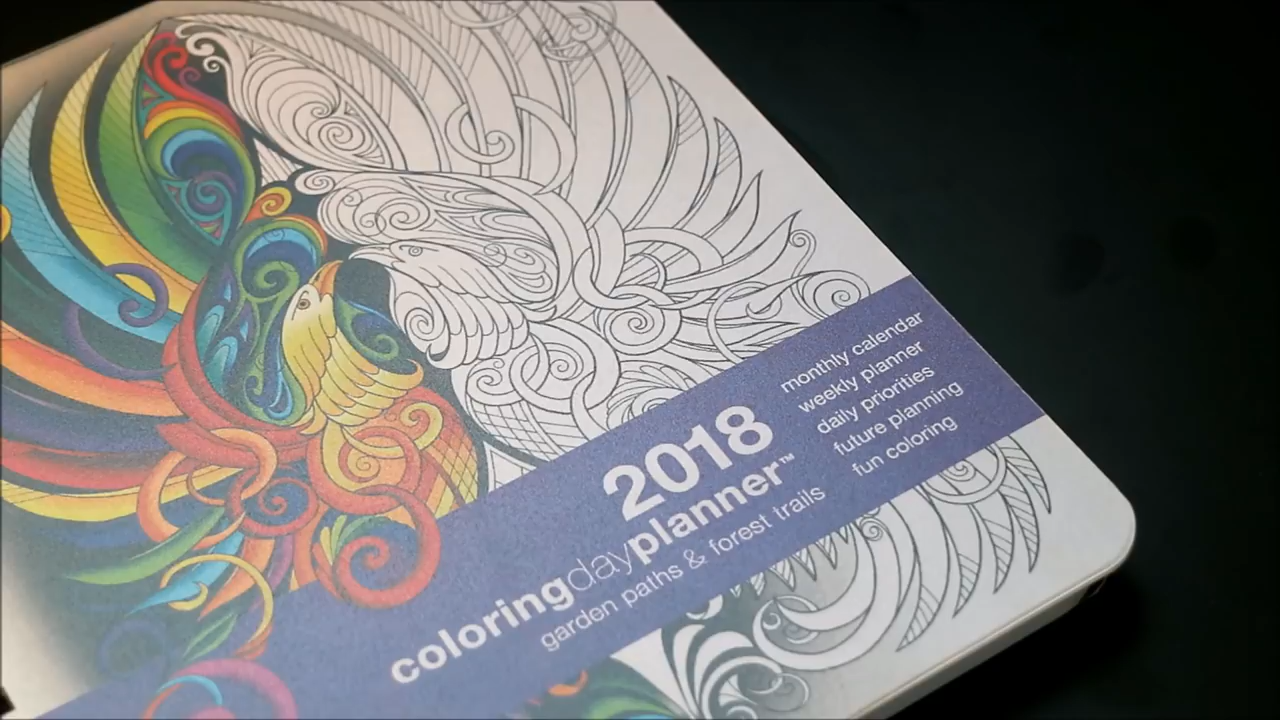 2018
coloringdayplanner™
garden paths & forest trails
monthly calendar
weekly planner
daily priorities
future planning
fun coloring